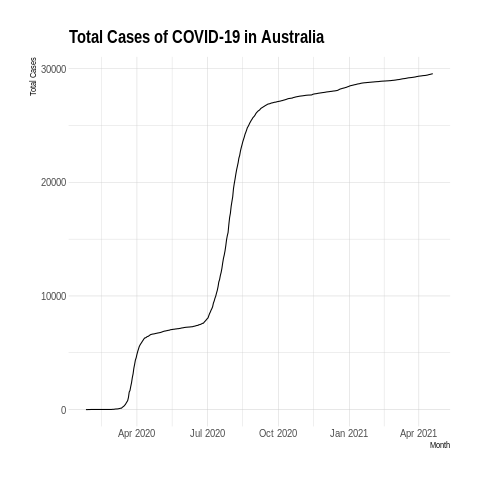 Total Cases of COVID-19 in Australia
Total Cases
30000
20000
10000
0
Apr 2020 Jul 2020 Oct 2020 Jan 2021 Apr 2021
Month